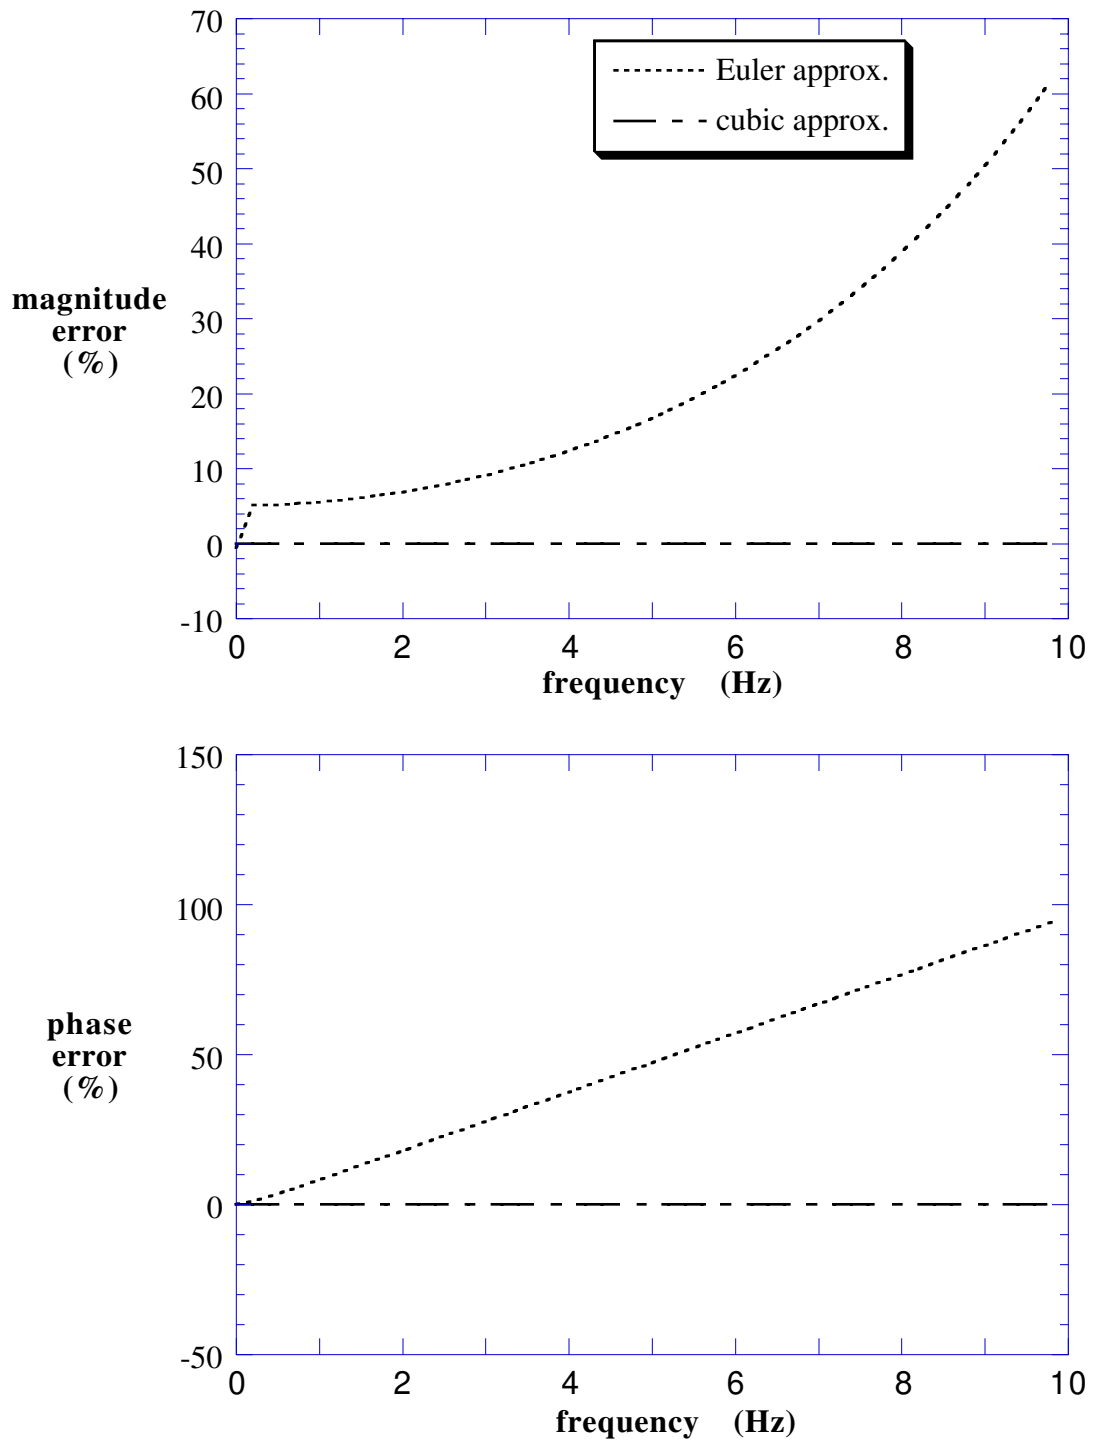 70
60
50
40
30
20
10
0
-10
magnitude
error
(%)
Euler approx.
cubic approx.
0 2 4 6 8 10
frequency (Hz)
150
100
50
0
-50
phase
error
(%)
0 2 4 6 8 10
frequency (Hz)